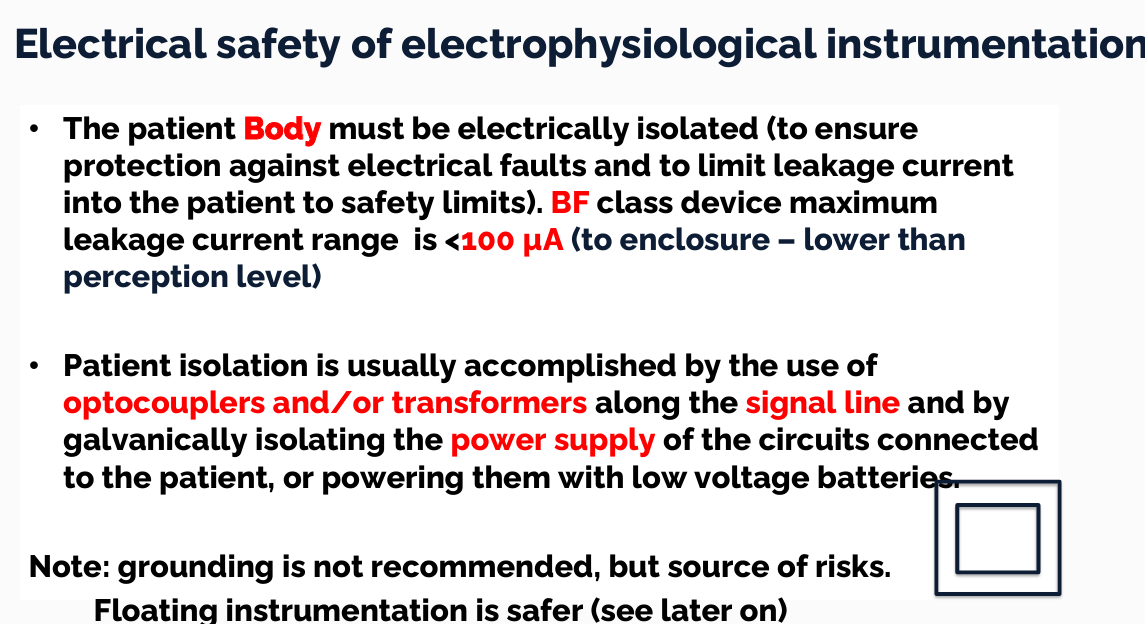 Electrical safety of electrophysiological instrumentation
• The patient Body must be electrically isolated (to ensure
protection against electrical faults and to limit leakage current
into the patient to safety limits). BF class device maximum
leakage current range  is <100 μA (to enclosure – lower than
perception level)
• Patient isolation is usually accomplished by the use of
optocouplers and/or transformers along the signal line and by
galvanically isolating the power supply of the circuits connected
to the patient, or powering them with low voltage batteries.
Note: grounding is not recommended, but source of risks.
Floating instrumentation is safer (see later on)